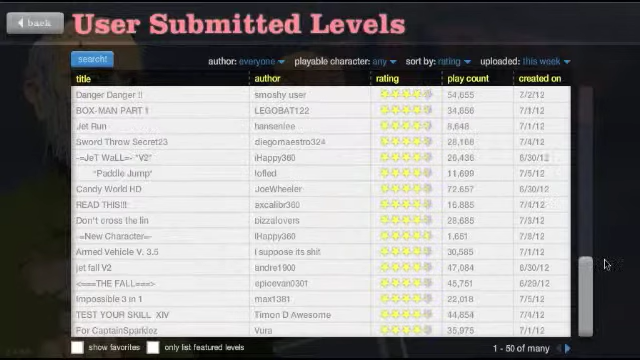 back
User Submitted Levels
search!
author: everyone playable character: any sort by: rating uploaded: this week
title author rating play count created on
Danger Danger !! smoshy user 54,655 7/2/12
BOX-MAN PART 1 LEGOBAT122 34,656 7/1/12
Jet Run hansenlee 8,648 7/1/12
Sword Throw Secret23 diegomaestro324 28,168 7/4/12
-=JeT WaLL=- *V2* iHappy360 26,436 6/30/12
*Puddle Jump* lofled 11,699 7/5/12
Candy World HD JoeWheeler 72,657 6/30/12
READ THIS!!! excalibr360 16,885 7/4/12
Don't cross the lin bizzalovers 28,685 7/3/12
-=New Character=- iHappy360 1,651 7/8/12
Armed Vehicle V. 3.5 I suppose its shit 30,585 7/1/12
jet fall V2 andre1900 47,084 6/30/12
<===THE FALL===> epicevan0301 45,751 6/29/12
Impossible 3 in 1 max1381 22,018 7/5/12
TEST YOUR SKILL XIV Timon D Awesome 44,854 7/4/12
For CaptainSparklez Vura 35,975 7/1/12
show favorites only list featured levels 1 - 50 of many